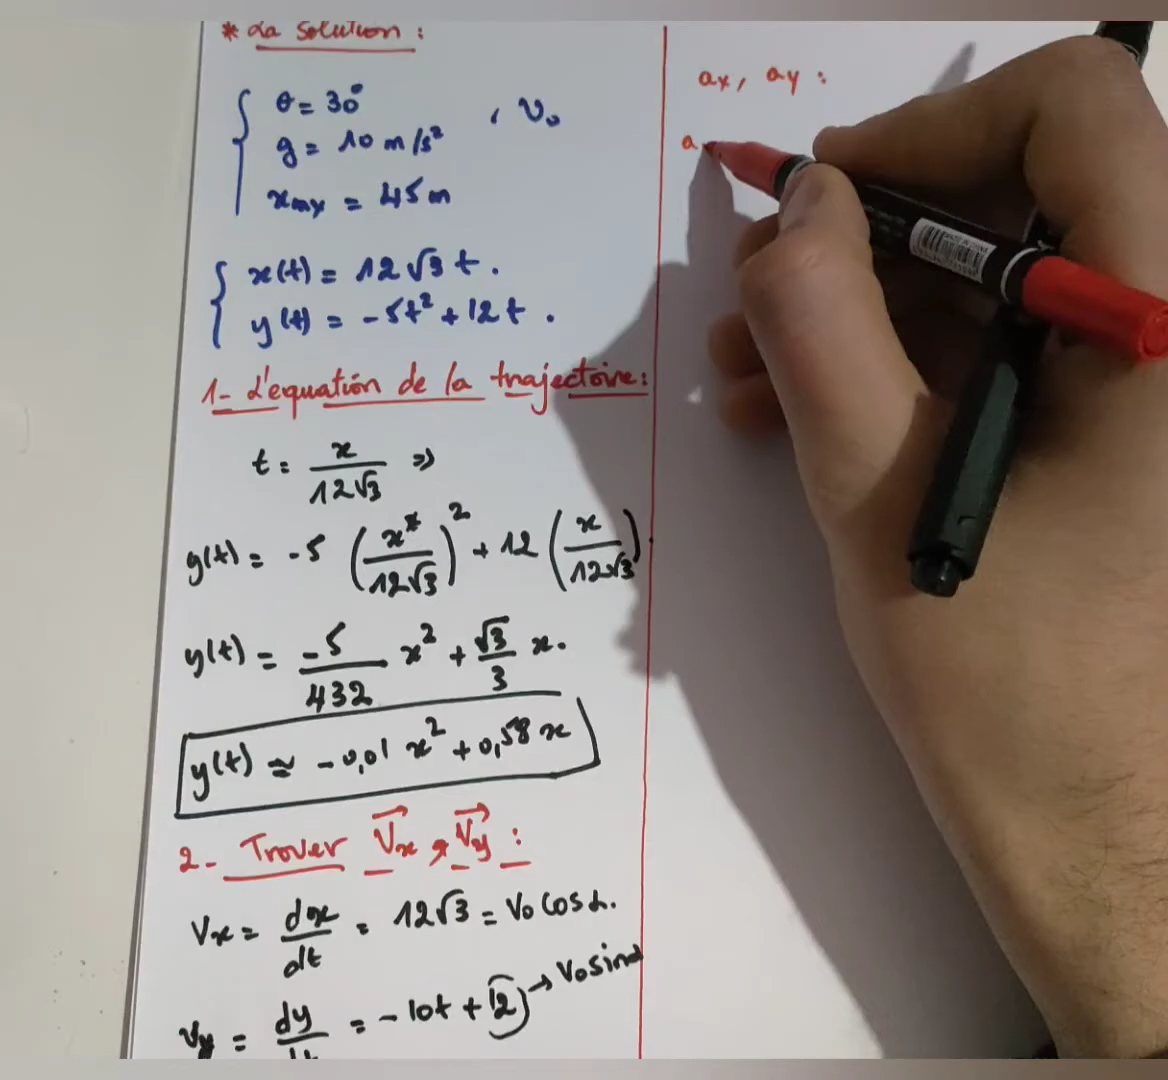 * La solution :
θ = 30°
g = 10 m/s² , v₀
xmax = 45 m
x(t) = 12√3 t .
y(t) = -5t² + 12t .
1- L'equation de la trajectoire :
t = x/12√3 ⇒
y(t) = -5 (x/12√3)² + 12 (x/12√3)
y(t) = -5/432 x² + √3/3 x.
y(t) ≃ -0,01 x² + 0,58 x
2- Trover Vx, Vy :
Vx = dx/dt = 12√3 = V₀ cos α.
Vy = dy/dt = -10t + 12 → V₀ sin α
ax, ay :
a